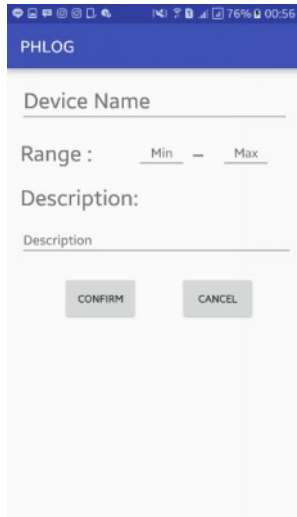 76% 00:56
PHLOG
Device Name
Range : Min – Max
Description:
Description
CONFIRM CANCEL